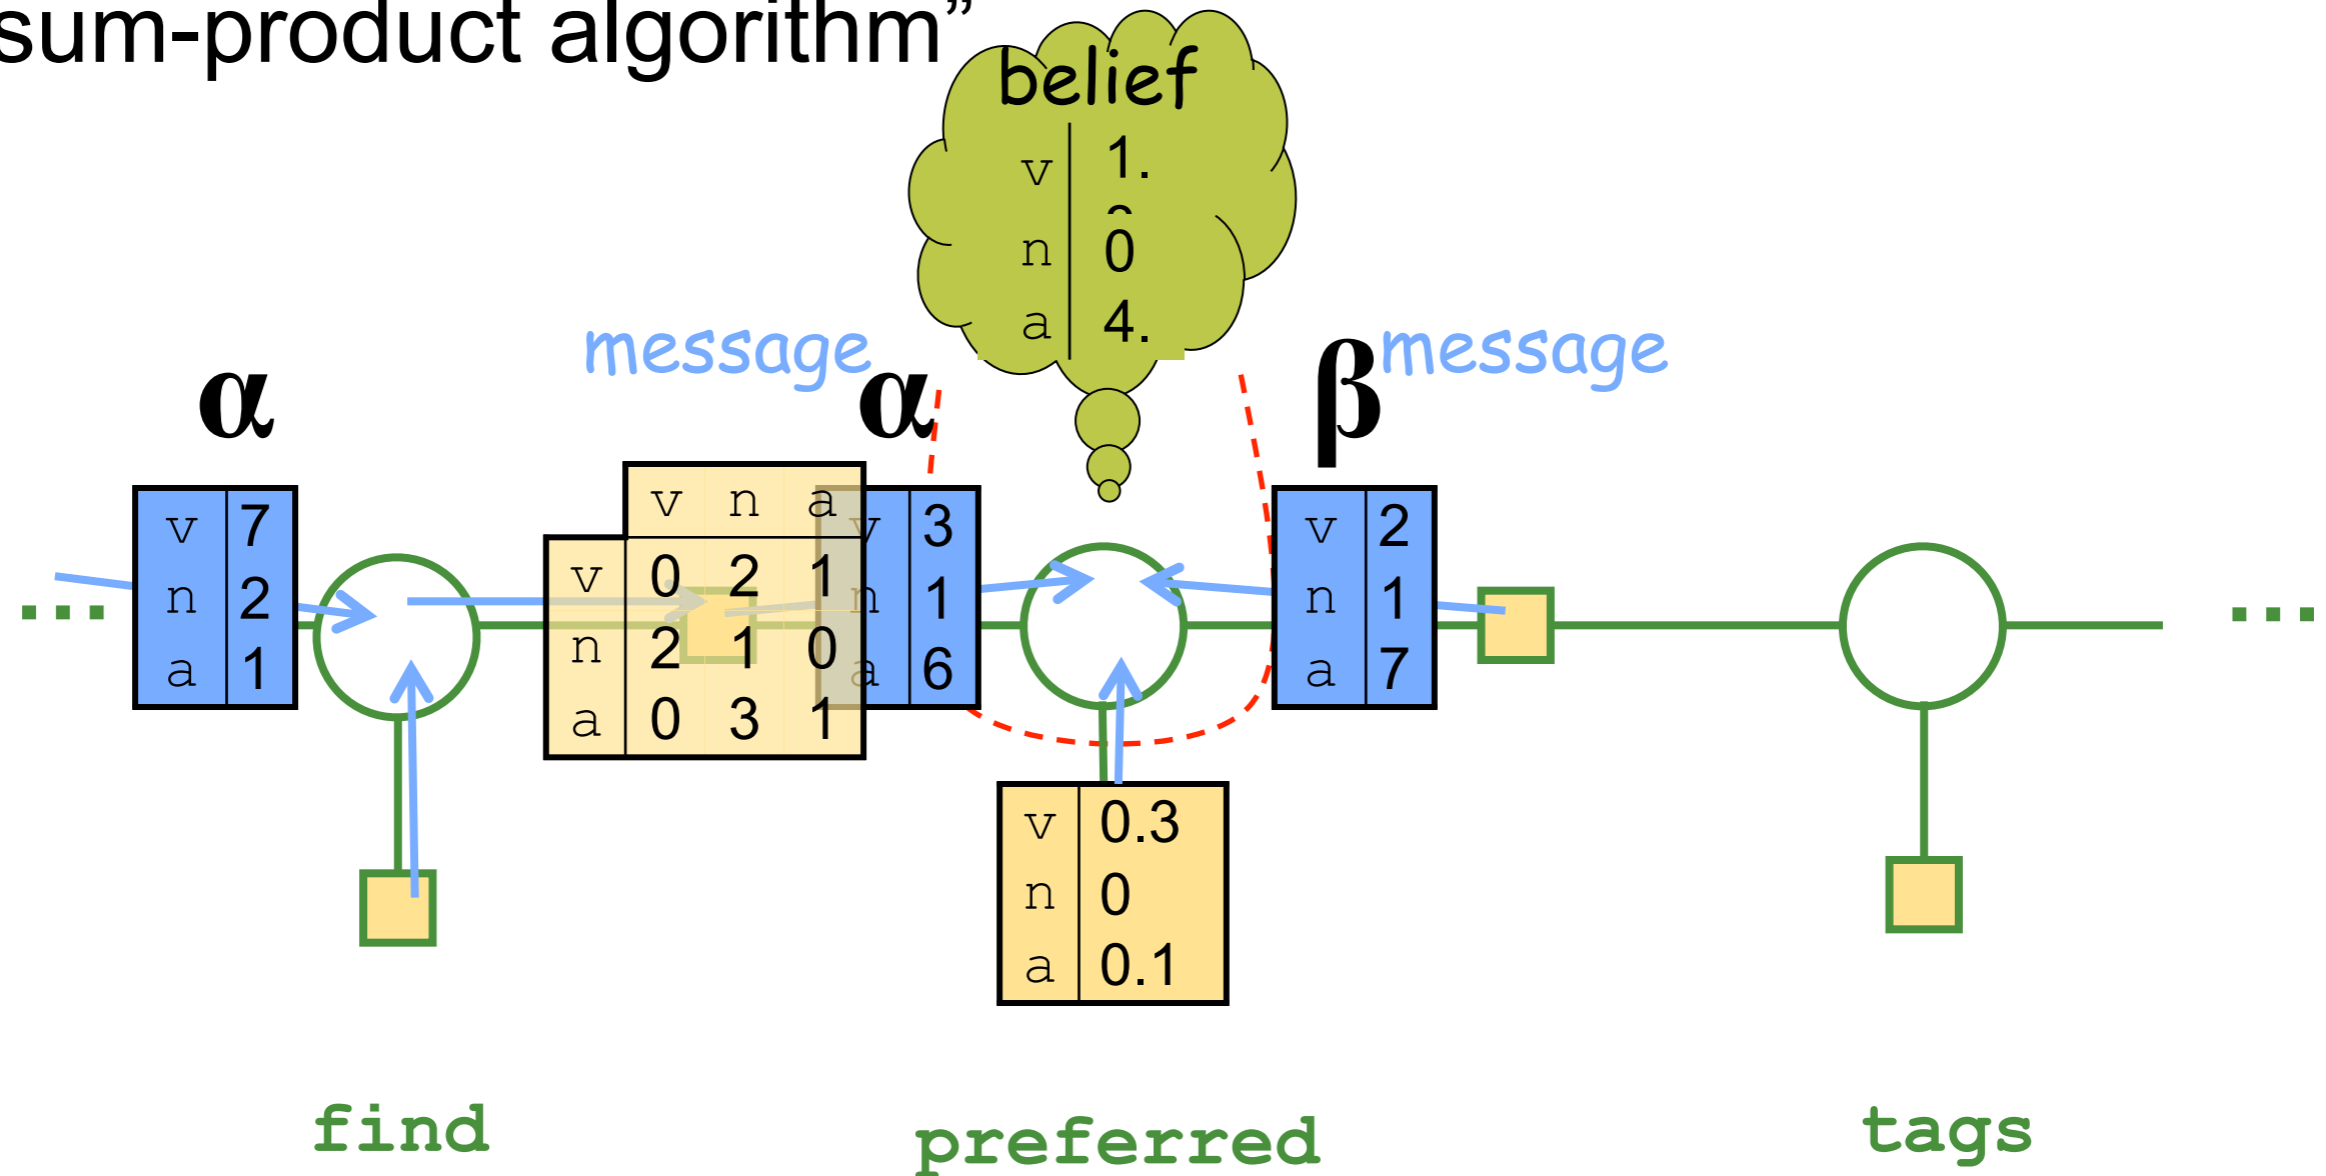 sum-product algorithm”
belief
v 1.
n 0
a 4.
message
message
α
α
β
v 7
n 2
a 1
v n a
v 0 2 1
n 2 1 0
a 0 3 1
v 3
n 1
a 6
v 2
n 1
a 7
...
...
v 0.3
n 0
a 0.1
find
preferred
tags